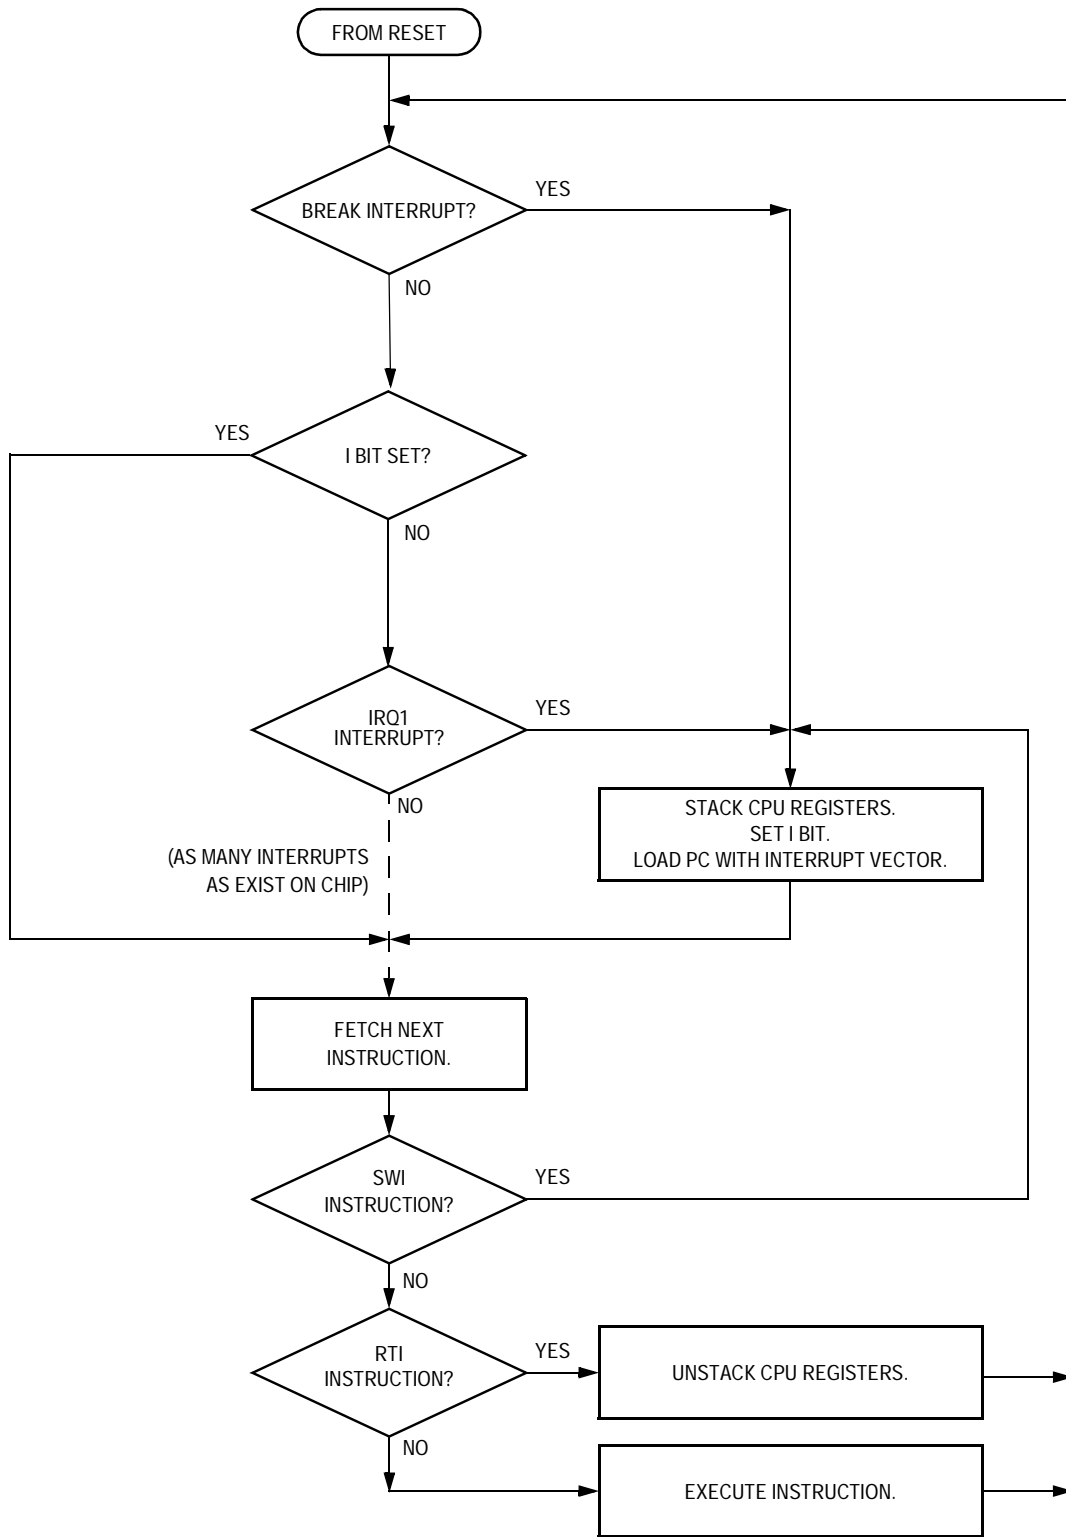 FROM RESET
BREAK INTERRUPT?
YES
NO
YES
I BIT SET?
NO
IRQ1
INTERRUPT?
YES
NO
STACK CPU REGISTERS.
SET I BIT.
LOAD PC WITH INTERRUPT VECTOR.
(AS MANY INTERRUPTS
AS EXIST ON CHIP)
FETCH NEXT
INSTRUCTION.
SWI
INSTRUCTION?
YES
NO
RTI
INSTRUCTION?
YES
UNSTACK CPU REGISTERS.
NO
EXECUTE INSTRUCTION.